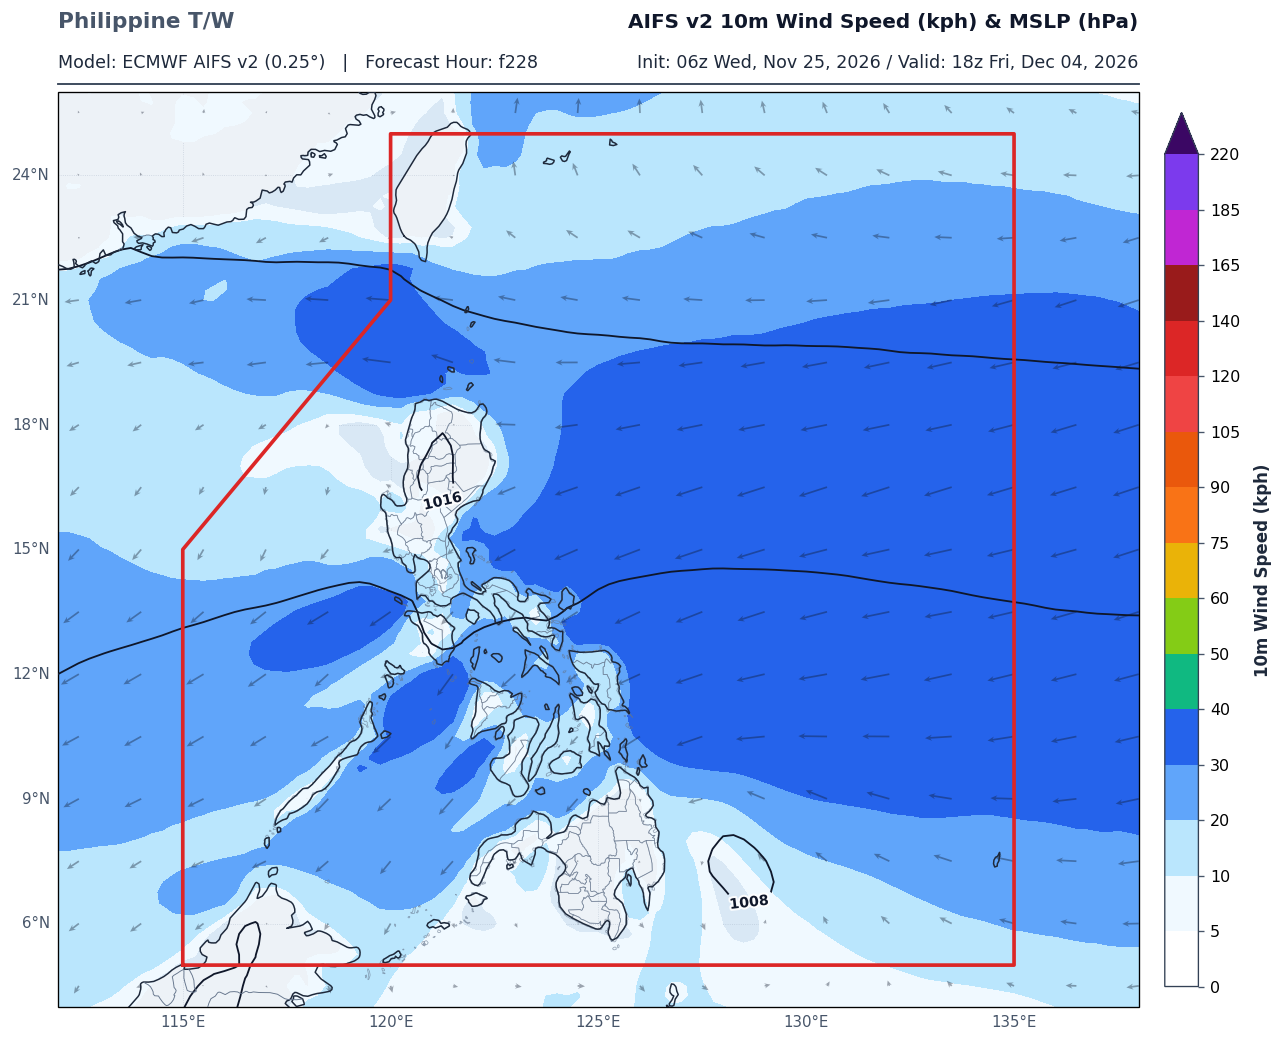 Philippine T/W
AIFS v2 10m Wind Speed (kph) & MSLP (hPa)
Model: ECMWF AIFS v2 (0.25°) | Forecast Hour: f228
Init: 06z Wed, Nov 25, 2026 / Valid: 18z Fri, Dec 04, 2026
24°N
21°N
18°N
15°N
12°N
9°N
6°N
1016
1008
115°E
120°E
125°E
130°E
135°E
220
185
165
140
120
105
90
75
60
50
40
30
20
10
5
0
10m Wind Speed (kph)